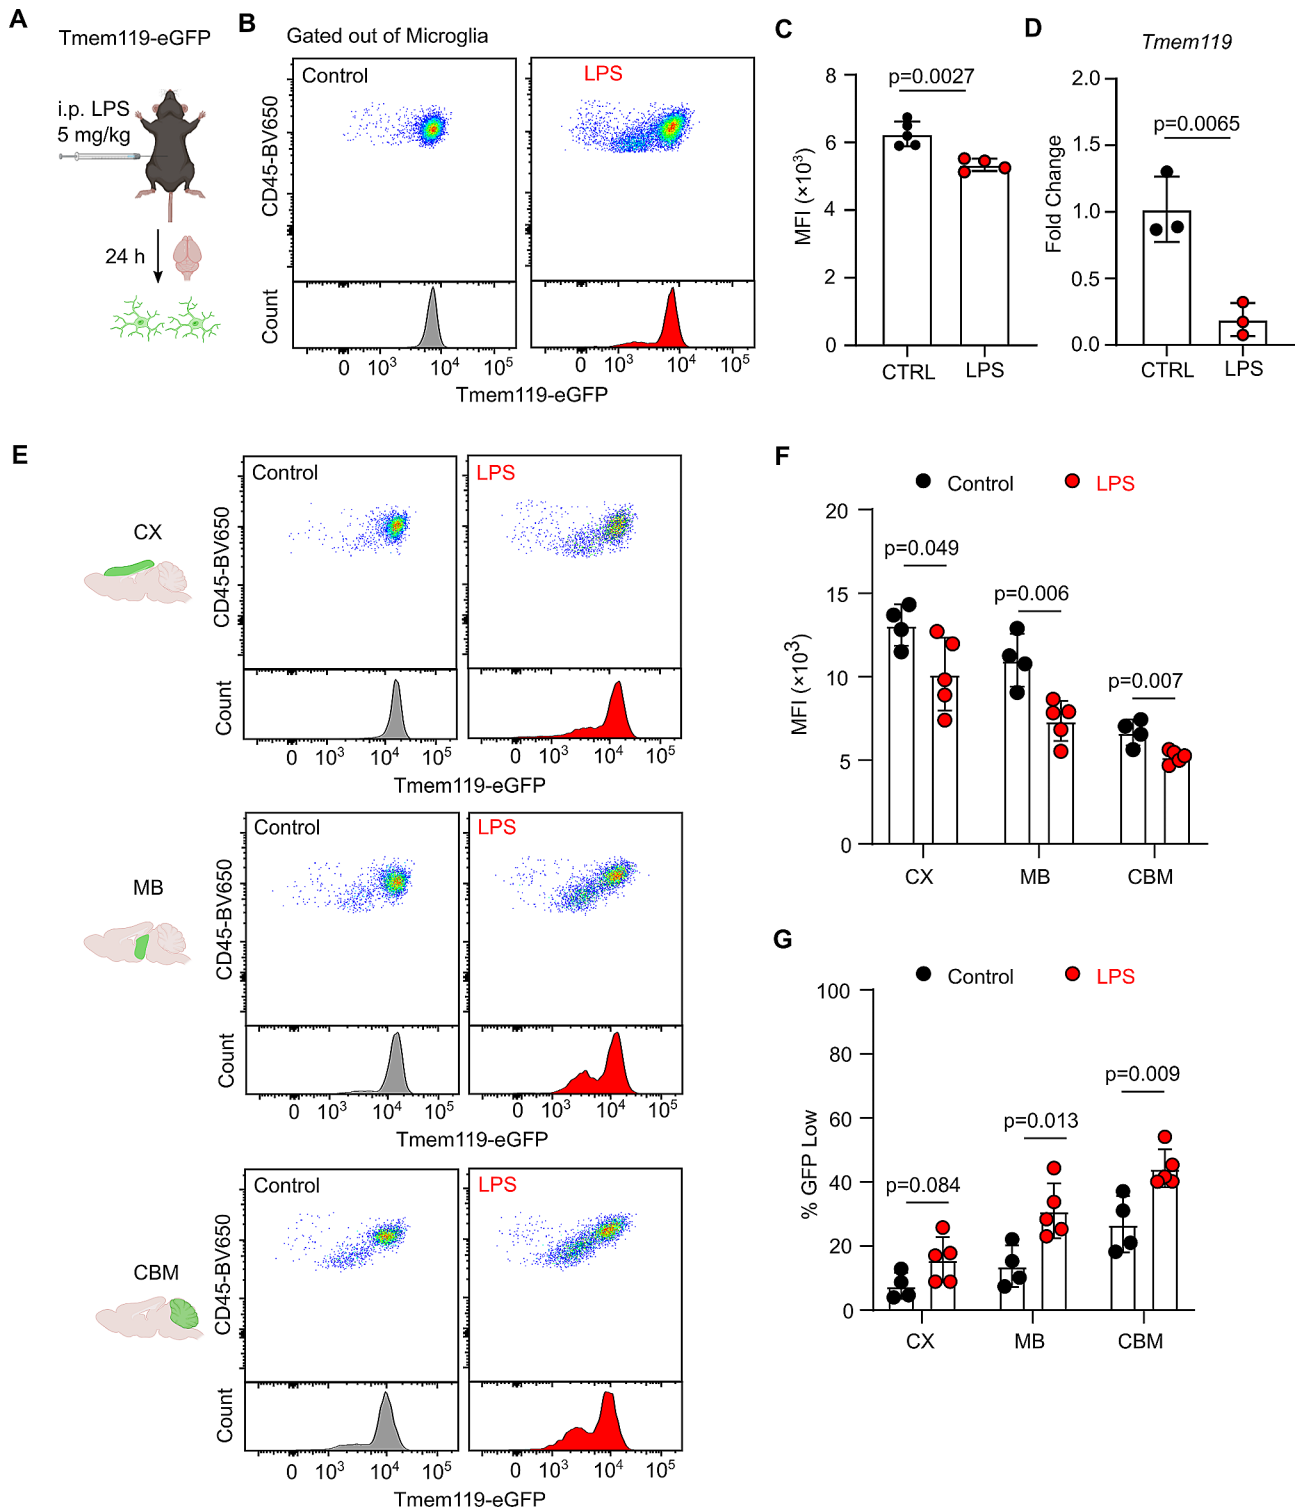 A
Tmem119-eGFP
i.p. LPS
5 mg/kg
24 h
B
Gated out of Microglia
Control
LPS
CD45-BV650
Count
0 10³ 10⁴ 10⁵
0 10³ 10⁴ 10⁵
Tmem119-eGFP
C
p=0.0027
MFI (×10³)
8
6
4
2
0
CTRL LPS
D
Tmem119
p=0.0065
Fold Change
2.0
1.5
1.0
0.5
0.0
CTRL LPS
E
CX
Control
LPS
CD45-BV650
Count
0 10³ 10⁴ 10⁵
0 10³ 10⁴ 10⁵
Tmem119-eGFP
MB
Control
LPS
CD45-BV650
Count
0 10³ 10⁴ 10⁵
0 10³ 10⁴ 10⁵
Tmem119-eGFP
CBM
Control
LPS
CD45-BV650
Count
0 10³ 10⁴ 10⁵
0 10³ 10⁴ 10⁵
Tmem119-eGFP
F
Control LPS
MFI (×10³)
20
15
10
5
0
p=0.049
p=0.006
p=0.007
CX MB CBM
G
Control LPS
% GFP Low
100
80
60
40
20
0
p=0.084
p=0.013
p=0.009
CX MB CBM